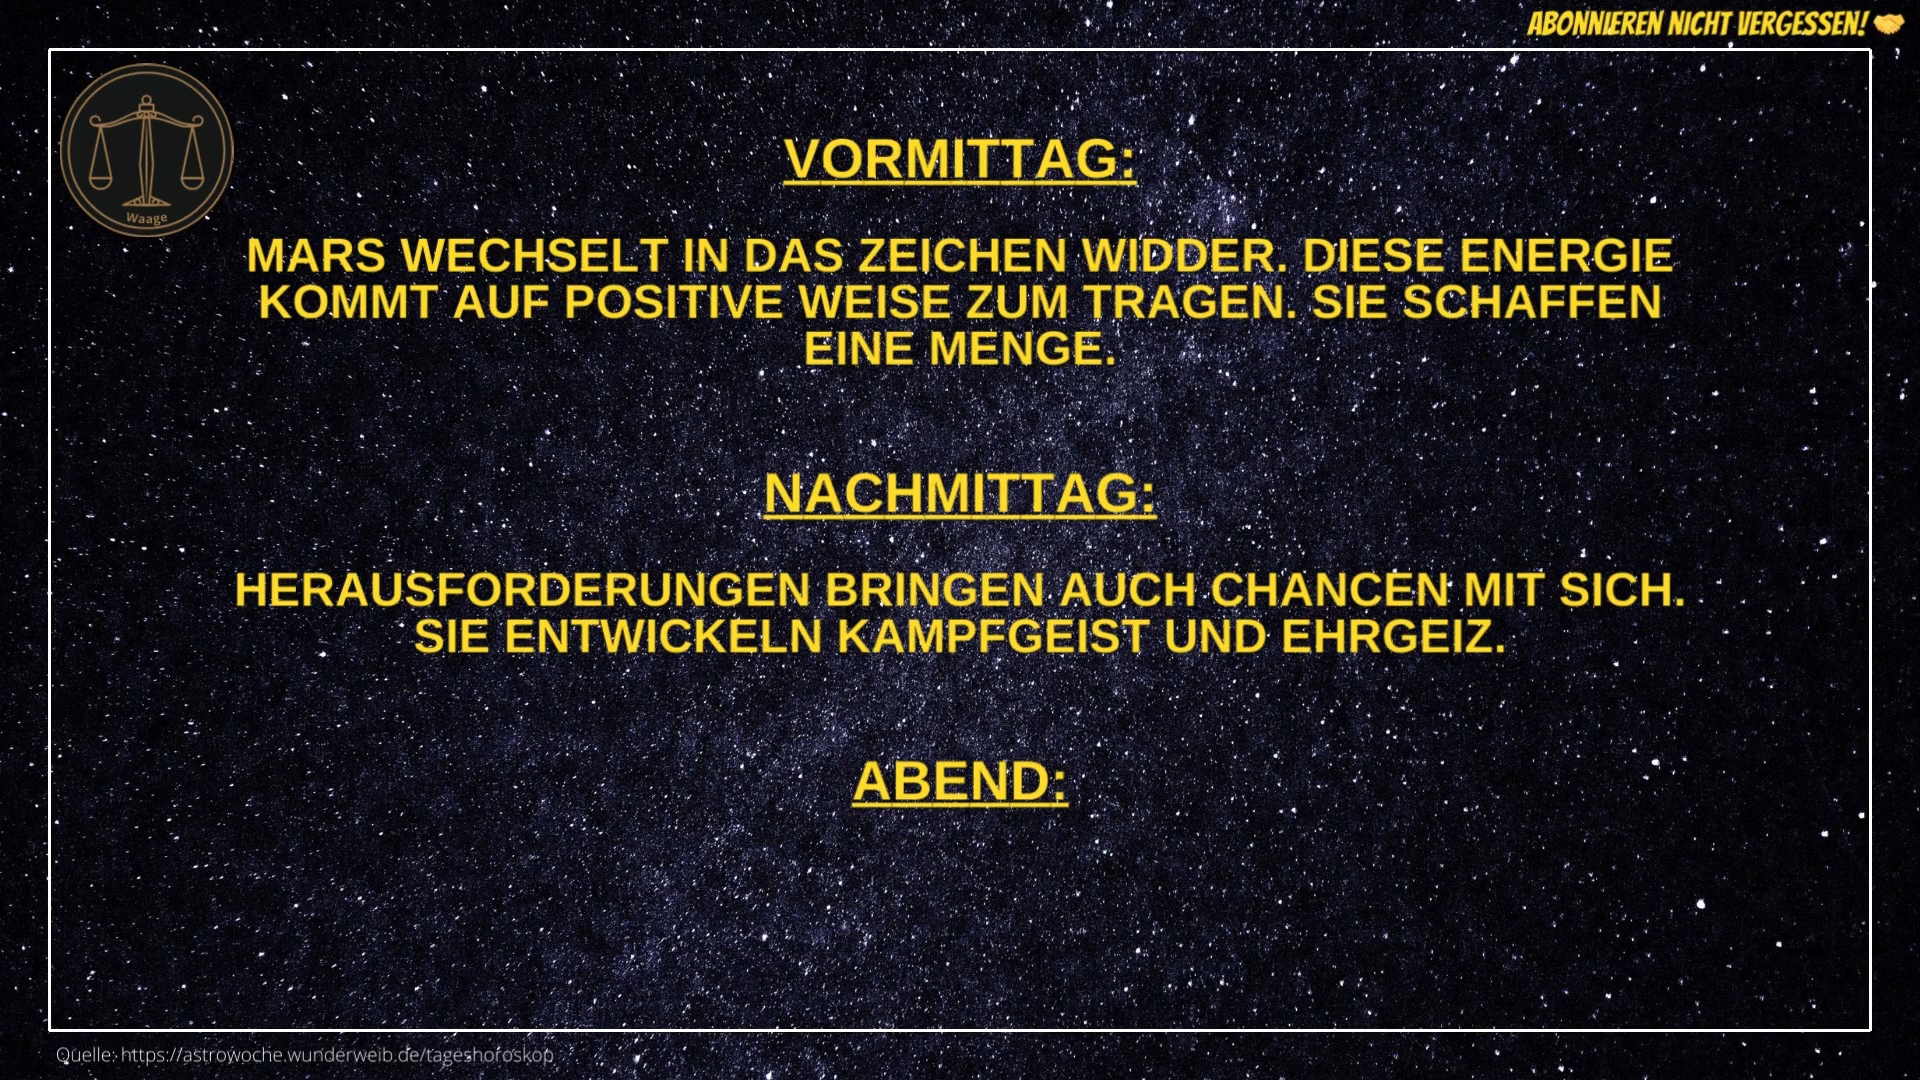 ABONNIEREN NICHT VERGESSEN!
Waage
VORMITTAG:
MARS WECHSELT IN DAS ZEICHEN WIDDER. DIESE ENERGIE
KOMMT AUF POSITIVE WEISE ZUM TRAGEN. SIE SCHAFFEN
EINE MENGE.
NACHMITTAG:
HERAUSFORDERUNGEN BRINGEN AUCH CHANCEN MIT SICH.
SIE ENTWICKELN KAMPFGEIST UND EHRGEIZ.
ABEND:
Quelle: https://astrowoche.wunderweib.de/tageshoroskop